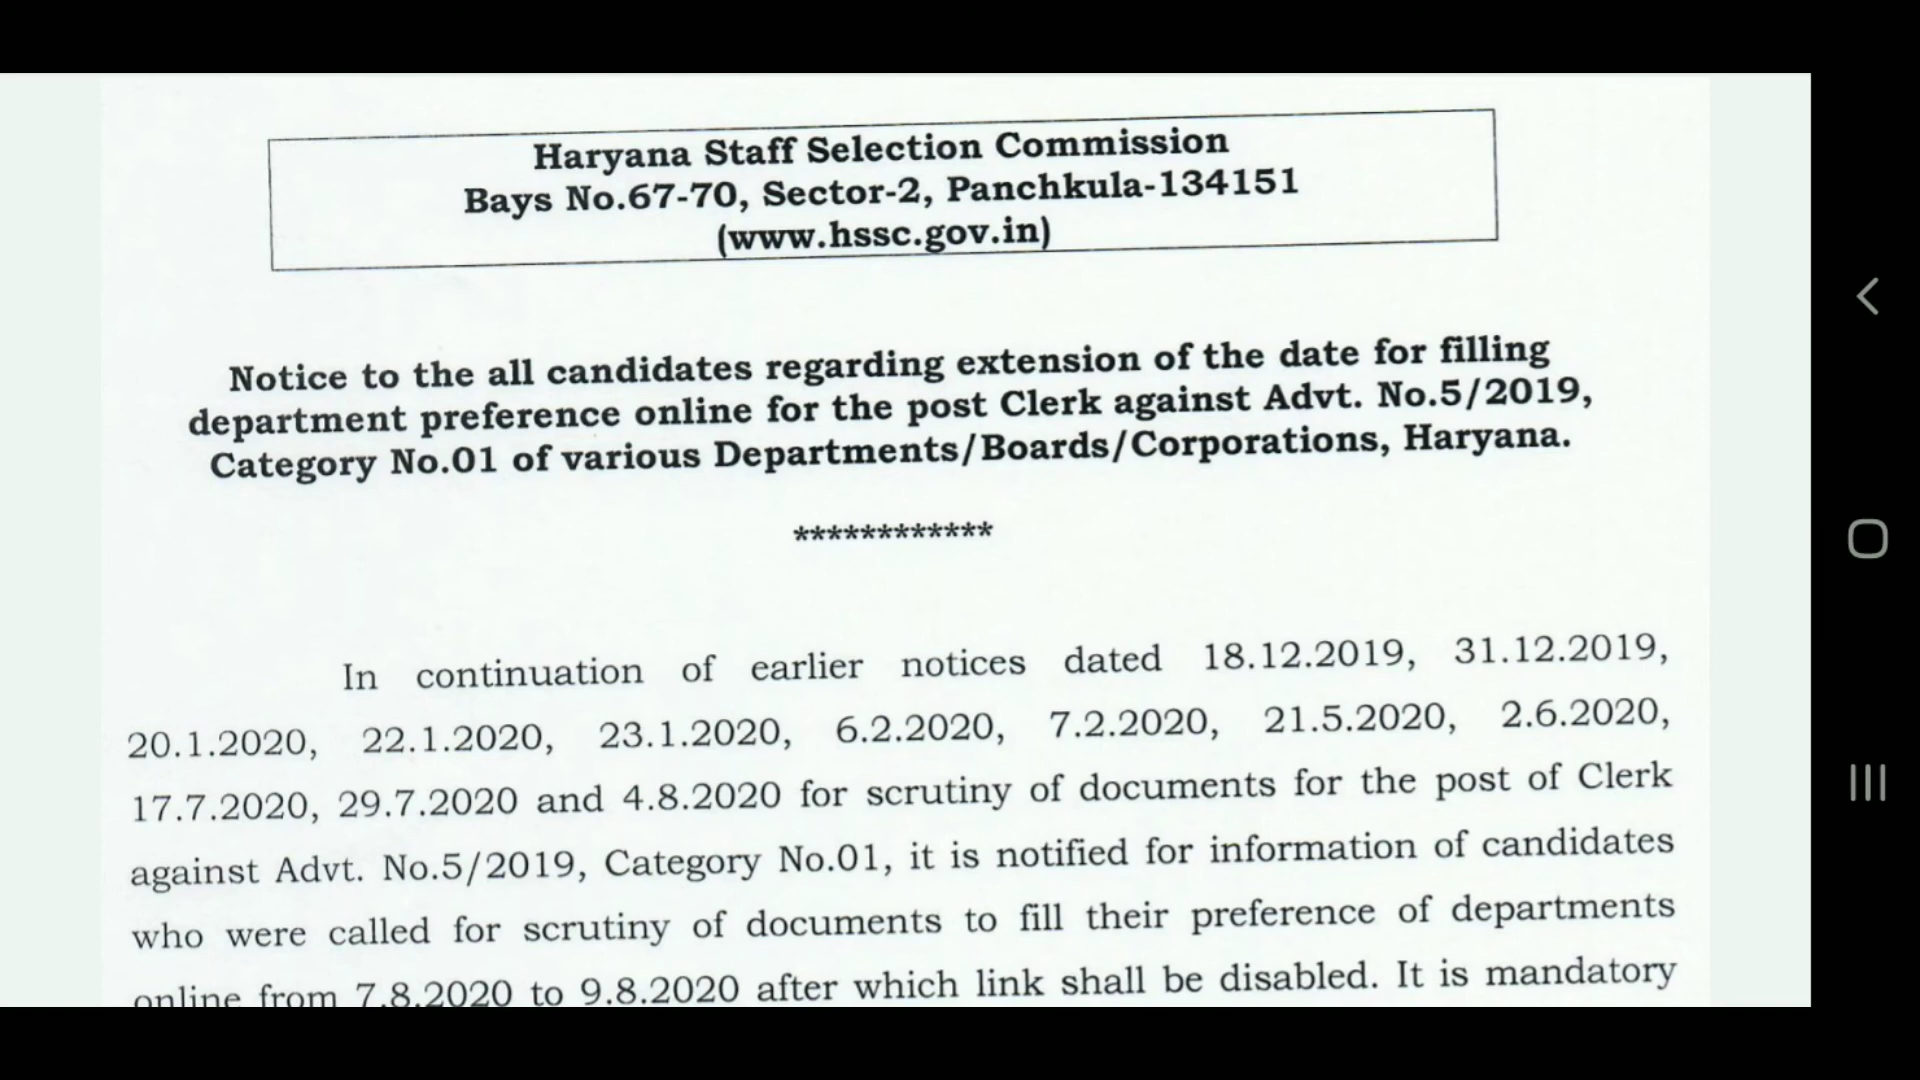 Haryana Staff Selection Commission
Bays No.67-70, Sector-2, Panchkula-134151
(www.hssc.gov.in)
Notice to the all candidates regarding extension of the date for filling
department preference online for the post Clerk against Advt. No.5/2019,
Category No.01 of various Departments/Boards/Corporations, Haryana.
************
In continuation of earlier notices dated 18.12.2019, 31.12.2019,
20.1.2020, 22.1.2020, 23.1.2020, 6.2.2020, 7.2.2020, 21.5.2020, 2.6.2020,
17.7.2020, 29.7.2020 and 4.8.2020 for scrutiny of documents for the post of Clerk
against Advt. No.5/2019, Category No.01, it is notified for information of candidates
who were called for scrutiny of documents to fill their preference of departments
online from 7.8.2020 to 9.8.2020 after which link shall be disabled. It is mandatory